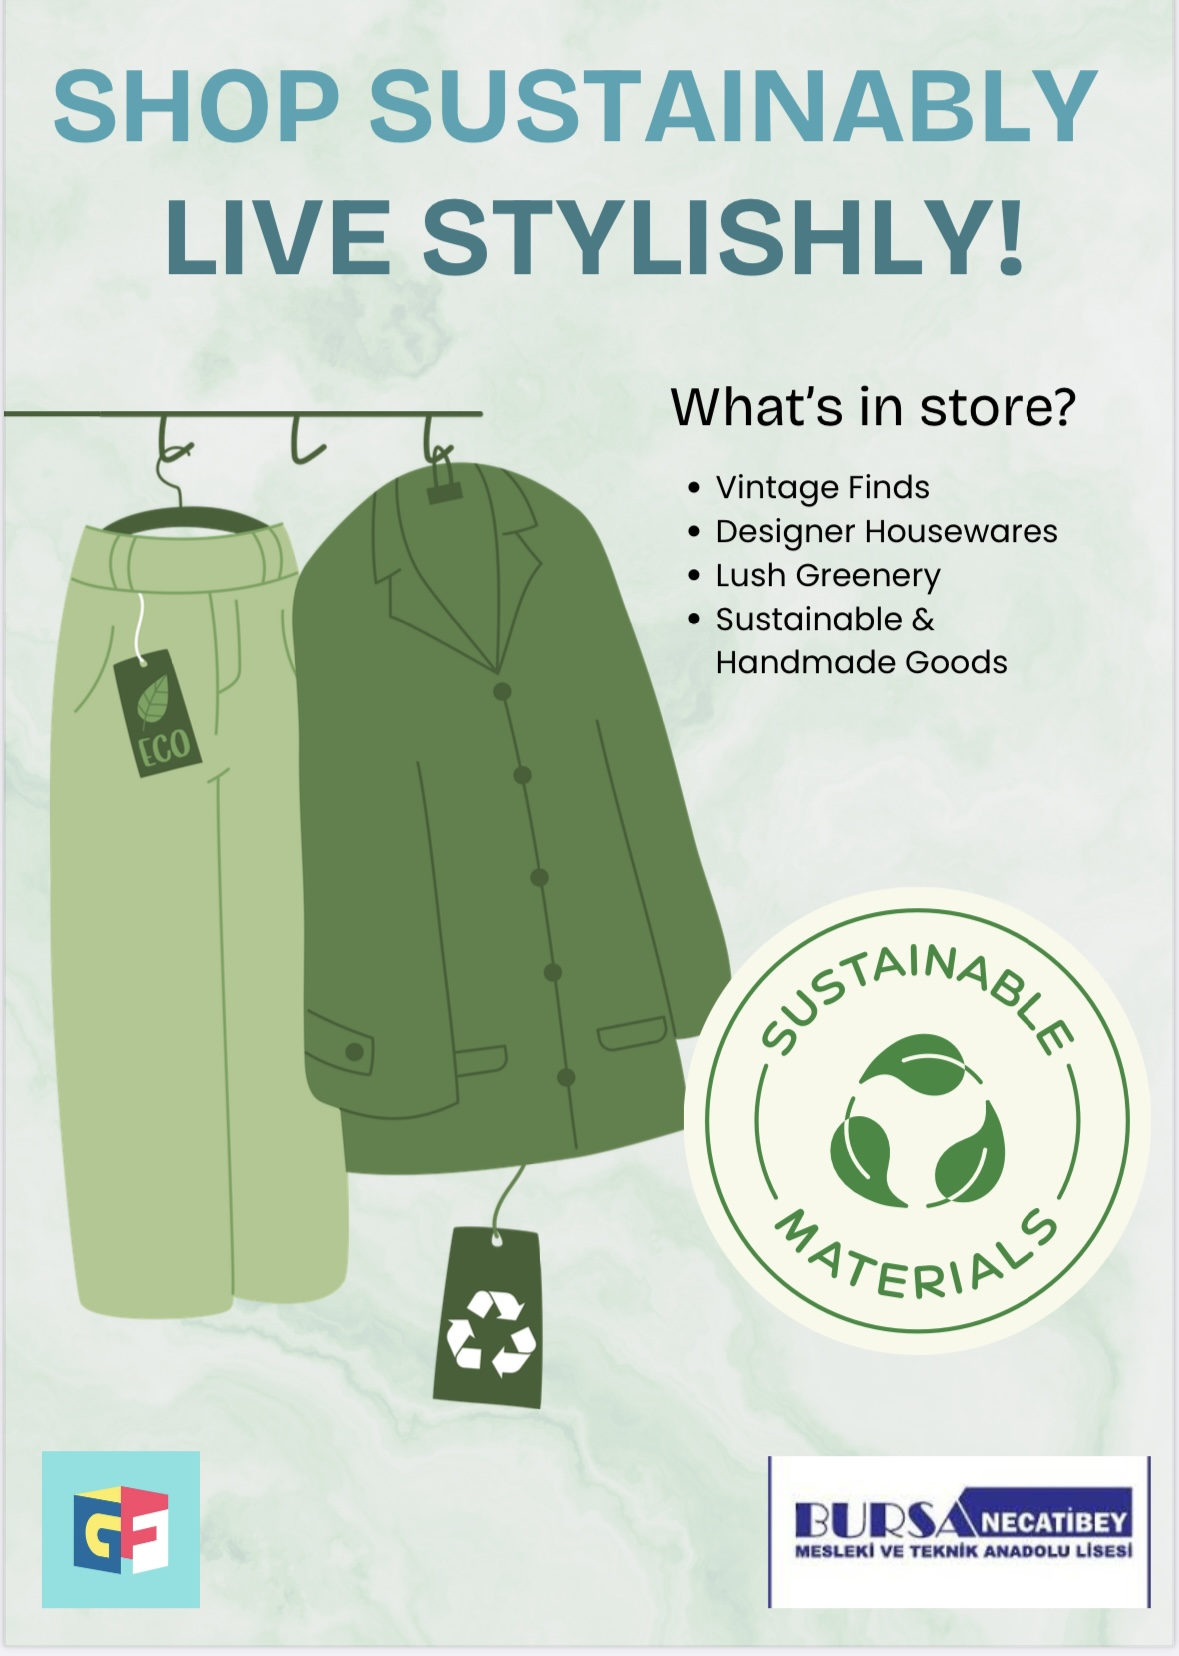 SHOP SUSTAINABLY
LIVE STYLISHLY!
What's in store?
• Vintage Finds
• Designer Housewares
• Lush Greenery
• Sustainable &
Handmade Goods
ECO
SUSTAINABLE
MATERIALS
GF
BURSA NECATİBEY
MESLEKİ VE TEKNİK ANADOLU LİSESİ